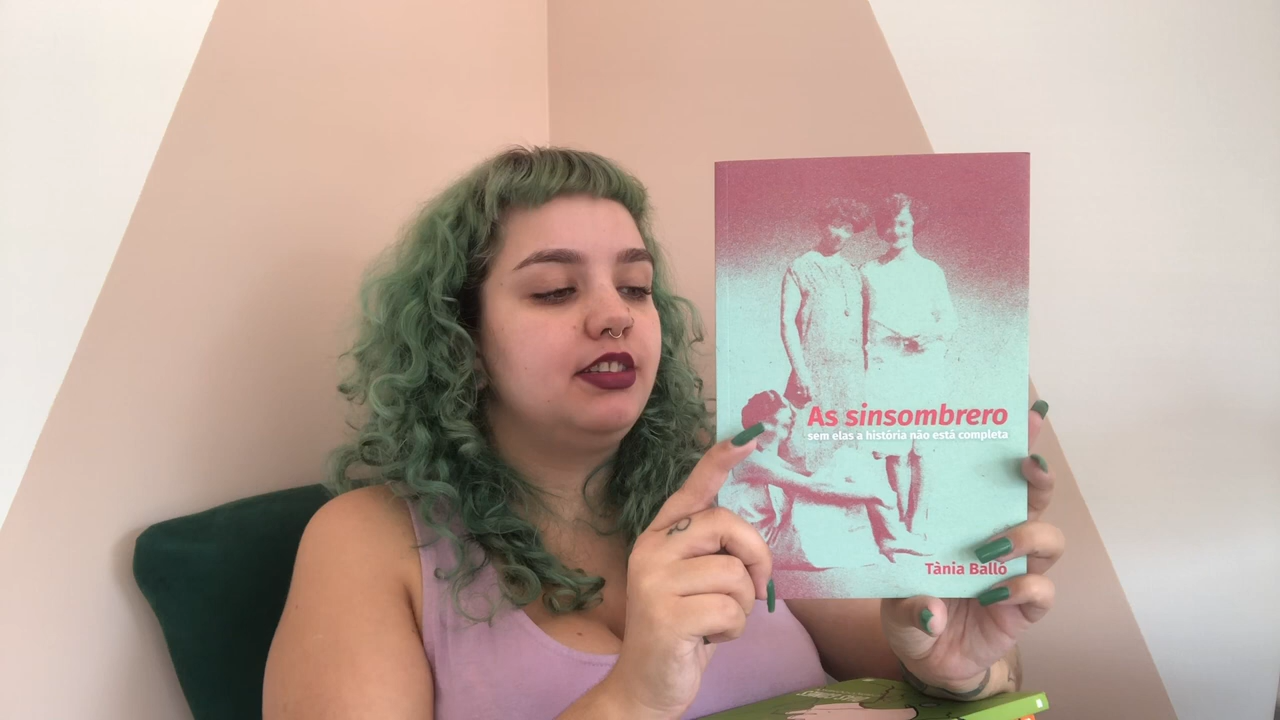 As sinsombrero
sem elas a história não está completa
Tània Balló